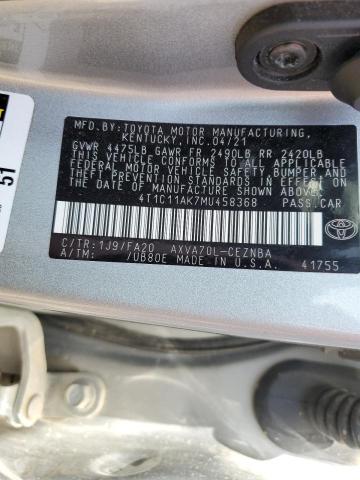 MFD.BY:TOYOTA MOTOR MANUFACTURING,
KENTUCKY, INC.04/21
GVWR 4475LB GAWR FR 2490LB RR 2420LB
THIS VEHICLE CONFORMS TO ALL APPLICABLE
FEDERAL MOTOR VEHICLE SAFETY, BUMPER, AND
THEFT PREVENTION STANDARDS IN EFFECT ON
THE DATE OF MANUFACTURE SHOWN ABOVE.
4T1C11AK7MU458368 PASS.CAR
C/TR:1J9/FA20 AXVA70L-CEZNBA
A/TM: /UB80E MADE IN U.S.A.
41755
51